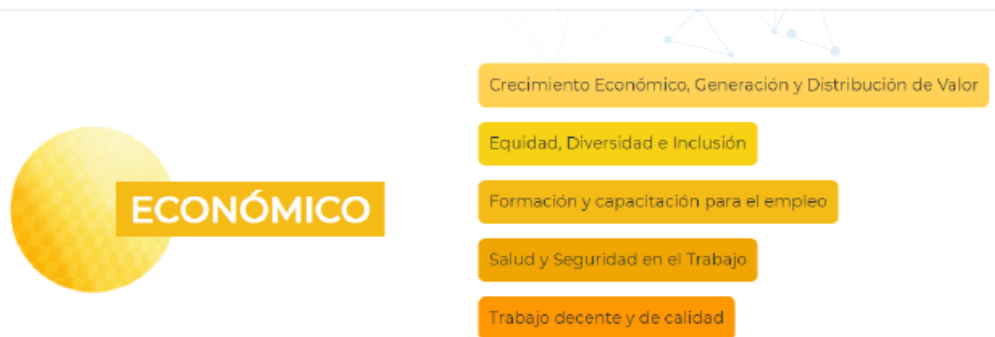 ECONÓMICO
Crecimiento Económico, Generación y Distribución de Valor
Equidad, Diversidad e Inclusión
Formación y capacitación para el empleo
Salud y Seguridad en el Trabajo
Trabajo decente y de calidad